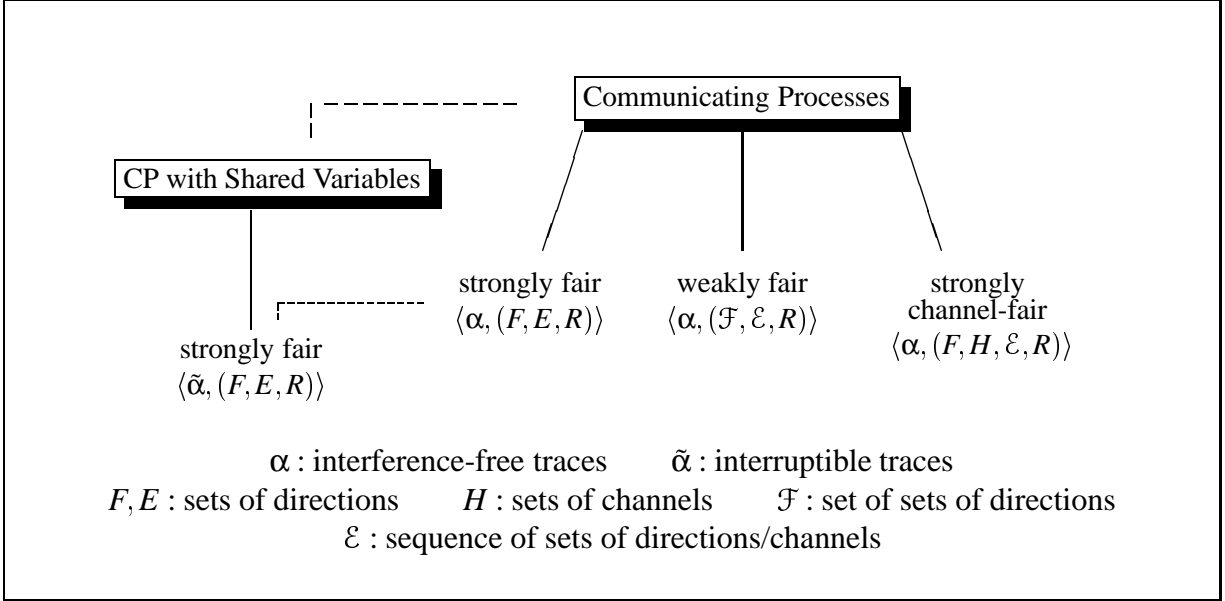 Communicating Processes
CP with Shared Variables
strongly fair
⟨α, (F, E, R)⟩
weakly fair
⟨α, (ℱ, ℰ, R)⟩
strongly
channel-fair
⟨α, (F, H, ℰ, R)⟩
strongly fair
⟨α̃, (F, E, R)⟩
α : interference-free traces α̃ : interruptible traces
F, E : sets of directions H : sets of channels ℱ : set of sets of directions
ℰ : sequence of sets of directions/channels